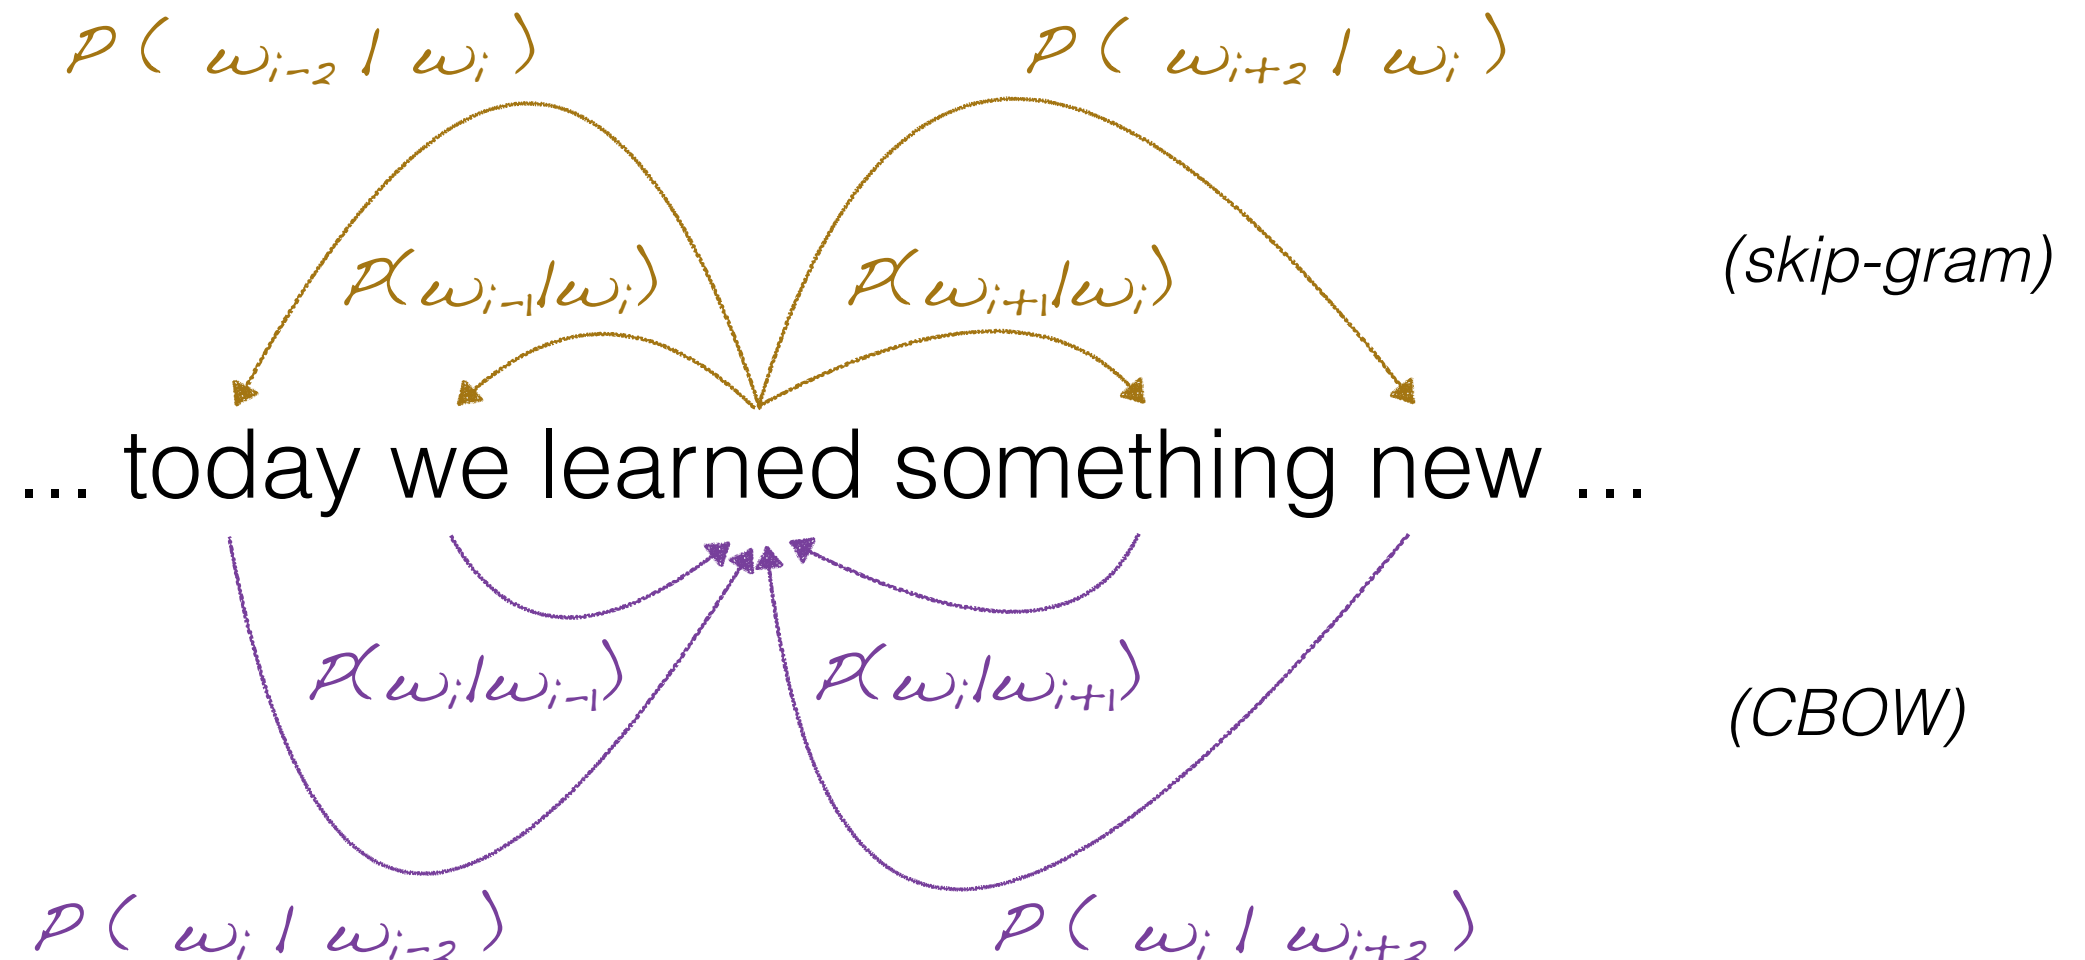 P ( w_{i-2} | w_i ) P ( w_{i+2} | w_i )
(skip-gram)
P(w_{i-1}|w_i) P(w_{i+1}|w_i)
... today we learned something new ...
P(w_i|w_{i-1}) P(w_i|w_{i+1})
(CBOW)
P ( w_i | w_{i-2} ) P ( w_i | w_{i+2} )